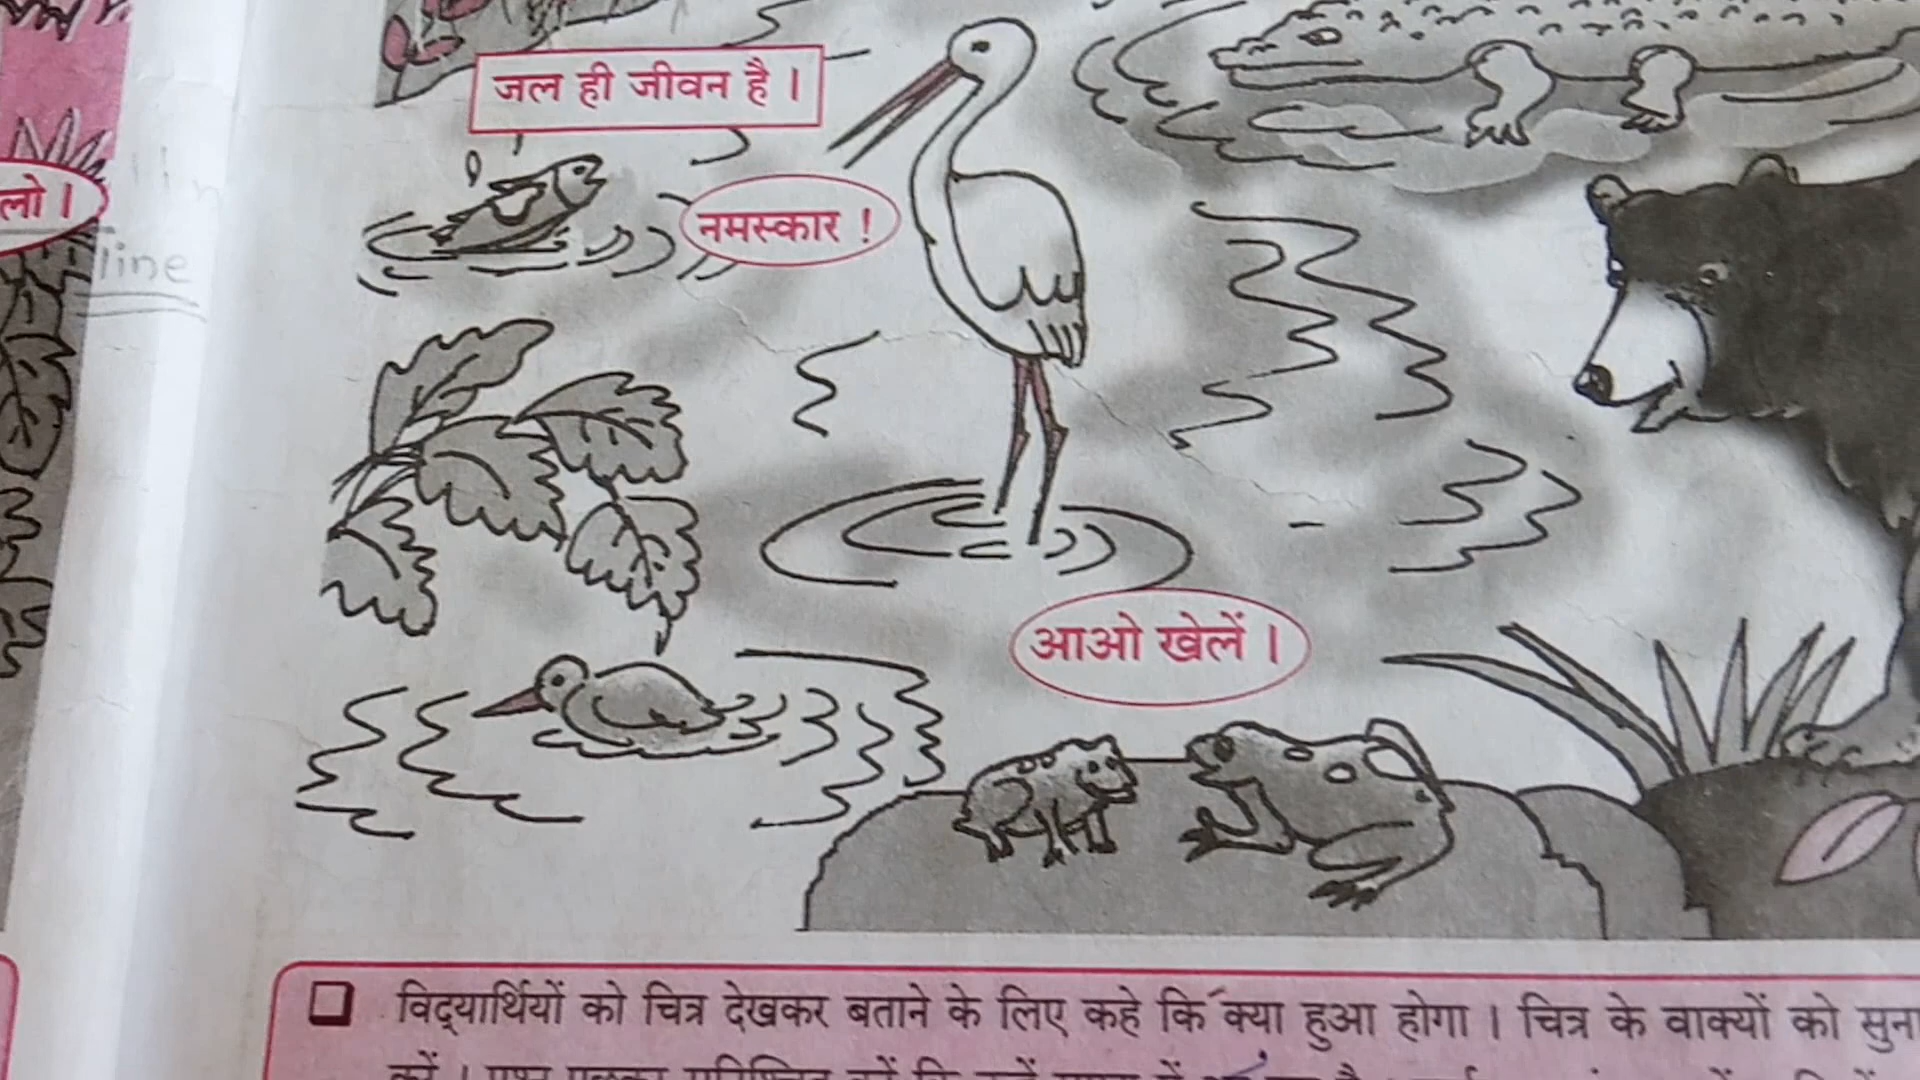 जल ही जीवन है ।
नमस्कार !
लो ।
line
आओ खेलें ।
विद्यार्थियों को चित्र देखकर बताने के लिए कहे कि क्या हुआ होगा । चित्र के वाक्यों को